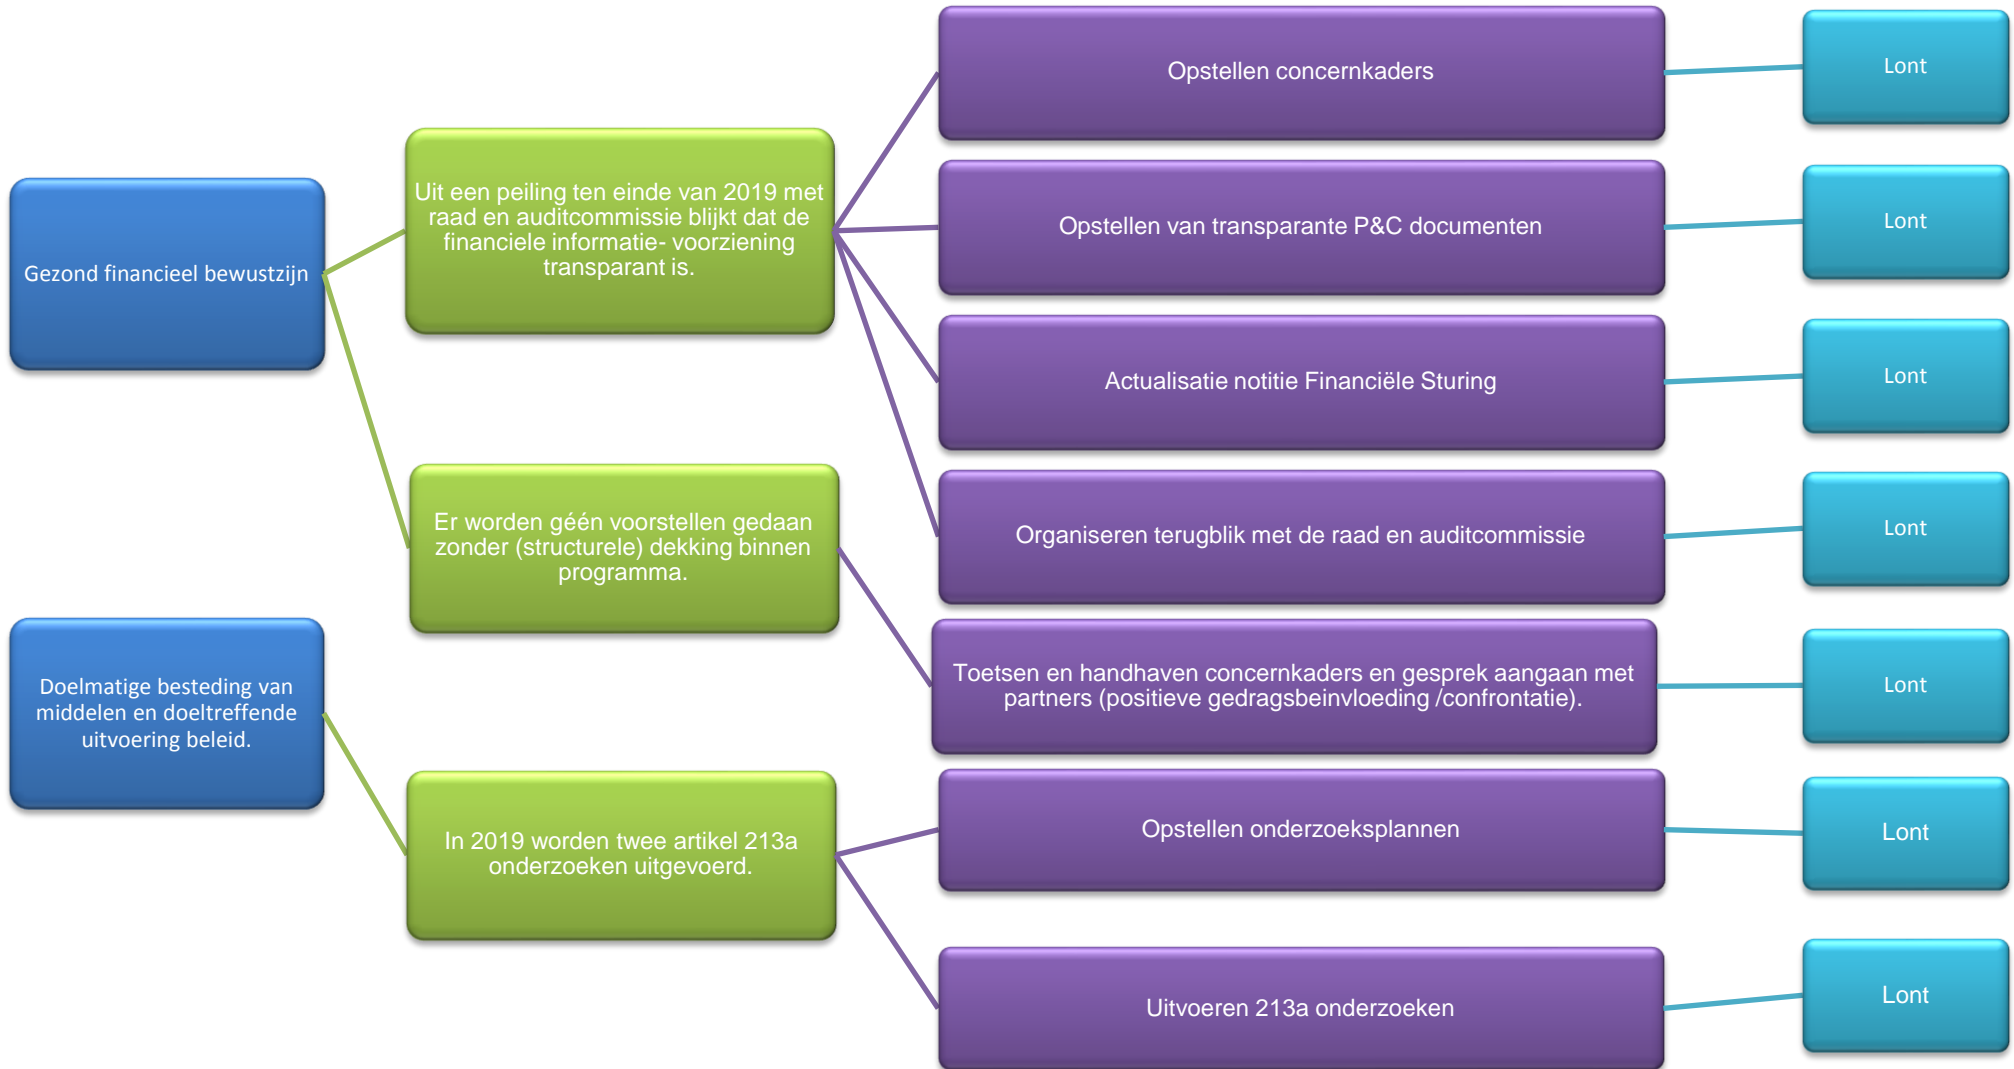 Gezond financieel bewustzijn
Uit een peiling ten einde van 2019 met
raad en auditcommissie blijkt dat de
financiele informatie- voorziening
transparant is.
Opstellen concernkaders
Lont
Opstellen van transparante P&C documenten
Lont
Actualisatie notitie Financiële Sturing
Lont
Organiseren terugblik met de raad en auditcommissie
Lont
Er worden géén voorstellen gedaan
zonder (structurele) dekking binnen
programma.
Toetsen en handhaven concernkaders en gesprek aangaan met
partners (positieve gedragsbeinvloeding /confrontatie).
Lont
Doelmatige besteding van
middelen en doeltreffende
uitvoering beleid.
In 2019 worden twee artikel 213a
onderzoeken uitgevoerd.
Opstellen onderzoeksplannen
Lont
Uitvoeren 213a onderzoeken
Lont